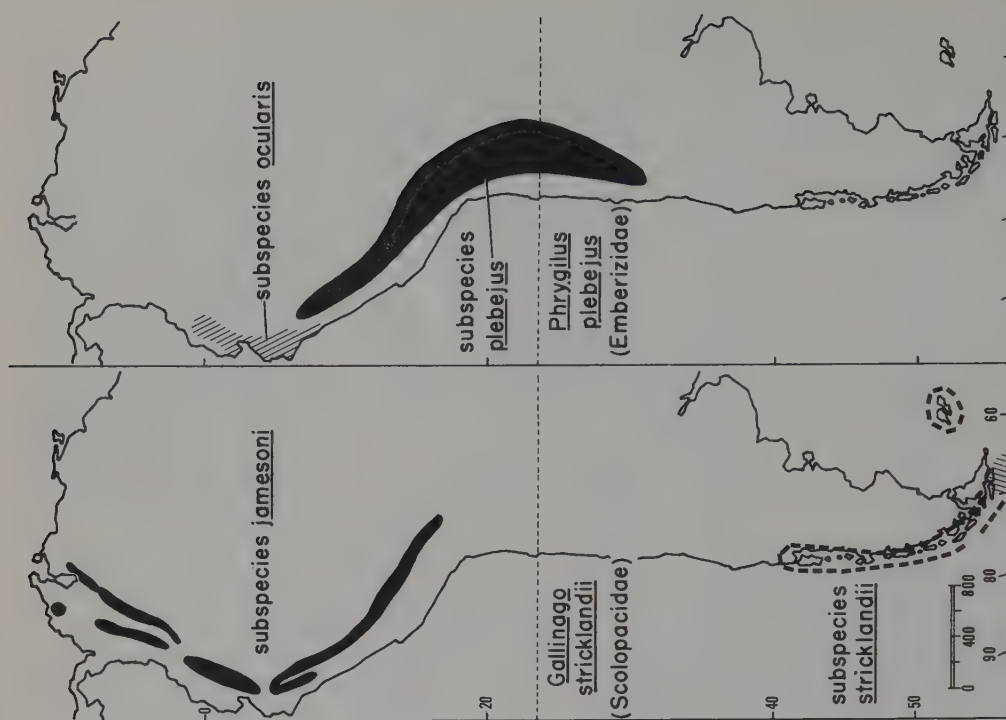 subspecies jamesoni
Gallinago
stricklandii
(Scolopacidae)
subspecies
stricklandii
0
20
40
50
90
80
60
0 400 800
subspecies ocularis
subspecies
plebejus
Phrygilus
plebejus
(Emberizidae)